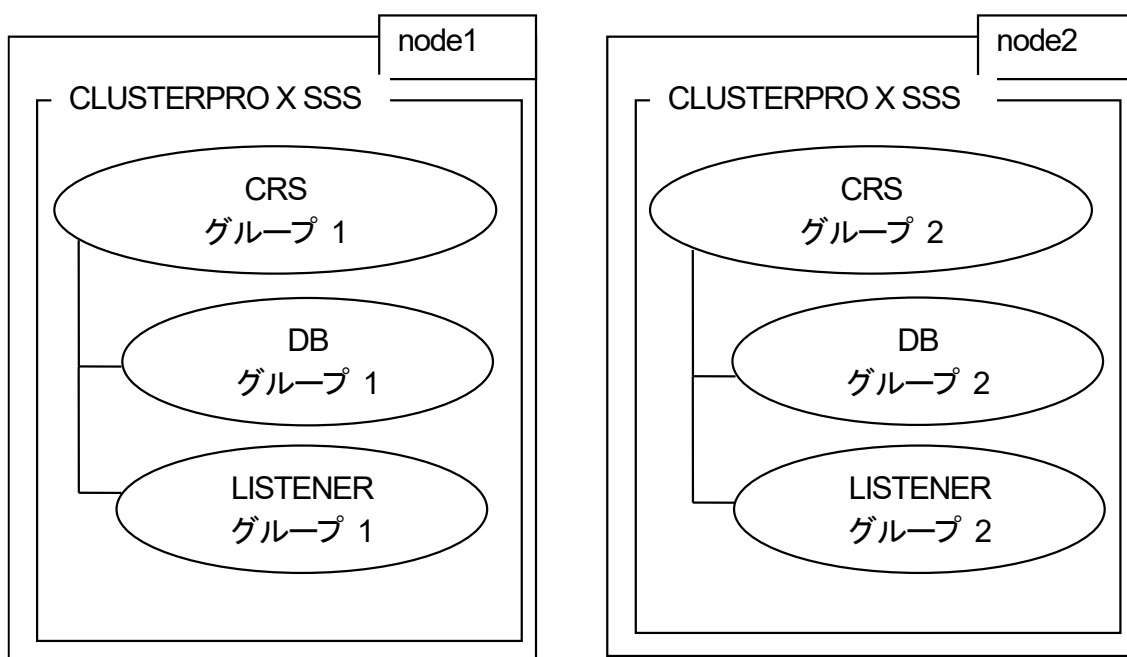 node1
CLUSTERPRO X SSS
CRS
グループ 1
DB
グループ 1
LISTENER
グループ 1
node2
CLUSTERPRO X SSS
CRS
グループ 2
DB
グループ 2
LISTENER
グループ 2